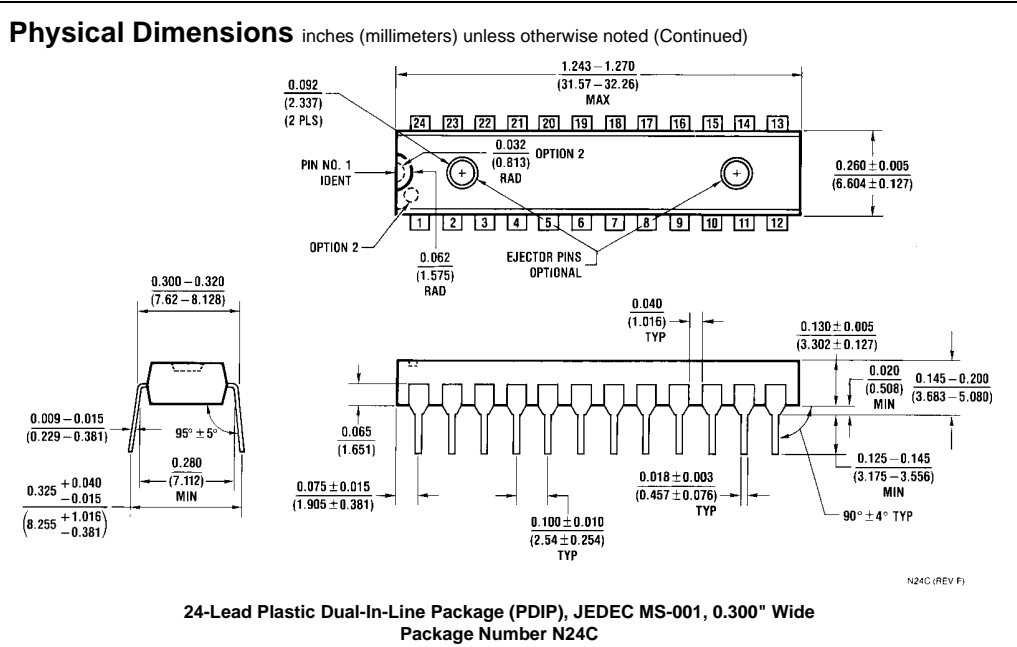 Physical Dimensions inches (millimeters) unless otherwise noted (Continued)
1.243 – 1.270
(31.57 – 32.26)
MAX
0.092
(2.337)
(2 PLS)
24 23 22 21 20 19 18 17 16 15 14 13
0.032
(0.813)
RAD
OPTION 2
PIN NO. 1
IDENT
0.260 ± 0.005
(6.604 ± 0.127)
1 2 3 4 5 6 7 8 9 10 11 12
OPTION 2
0.062
(1.575)
RAD
EJECTOR PINS
OPTIONAL
0.300 – 0.320
(7.62 – 8.128)
0.040
(1.016)
TYP
0.130 ± 0.005
(3.302 ± 0.127)
0.020
(0.508)
MIN
0.145 – 0.200
(3.683 – 5.080)
0.009 – 0.015
(0.229 – 0.381)
95° ± 5°
0.065
(1.651)
0.280
(7.112)
MIN
0.125 – 0.145
(3.175 – 3.556)
MIN
0.325 +0.040
–0.015
(8.255 +1.016
–0.381)
0.075 ± 0.015
(1.905 ± 0.381)
0.018 ± 0.003
(0.457 ± 0.076)
TYP
90° ± 4° TYP
0.100 ± 0.010
(2.54 ± 0.254)
TYP
N24C (REV F)
24-Lead Plastic Dual-In-Line Package (PDIP), JEDEC MS-001, 0.300" Wide
Package Number N24C